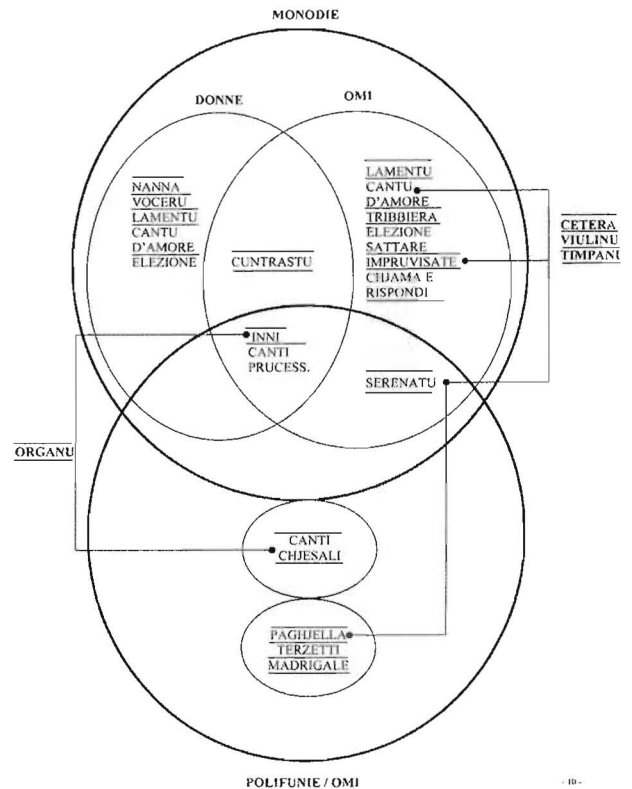 MONODIE
DONNE
OMI
NANNA
VOCERU
LAMENTU
CANTU
D'AMORE
ELEZIONE
CUNTRASTU
LAMENTU
CANTU
D'AMORE
TRIBBIERA
ELEZIONE
SATTARE
IMPRUVISATE
CHJAMA E
RISPONDI
CETERA
VIULINU
TIMPANU
INNI
CANTI
PRUCESS.
SERENATU
ORGANU
CANTI
CHJESALI
PAGHJELLA
TERZETTI
MADRIGALE
POLIFUNIE / OMI
- 10 -